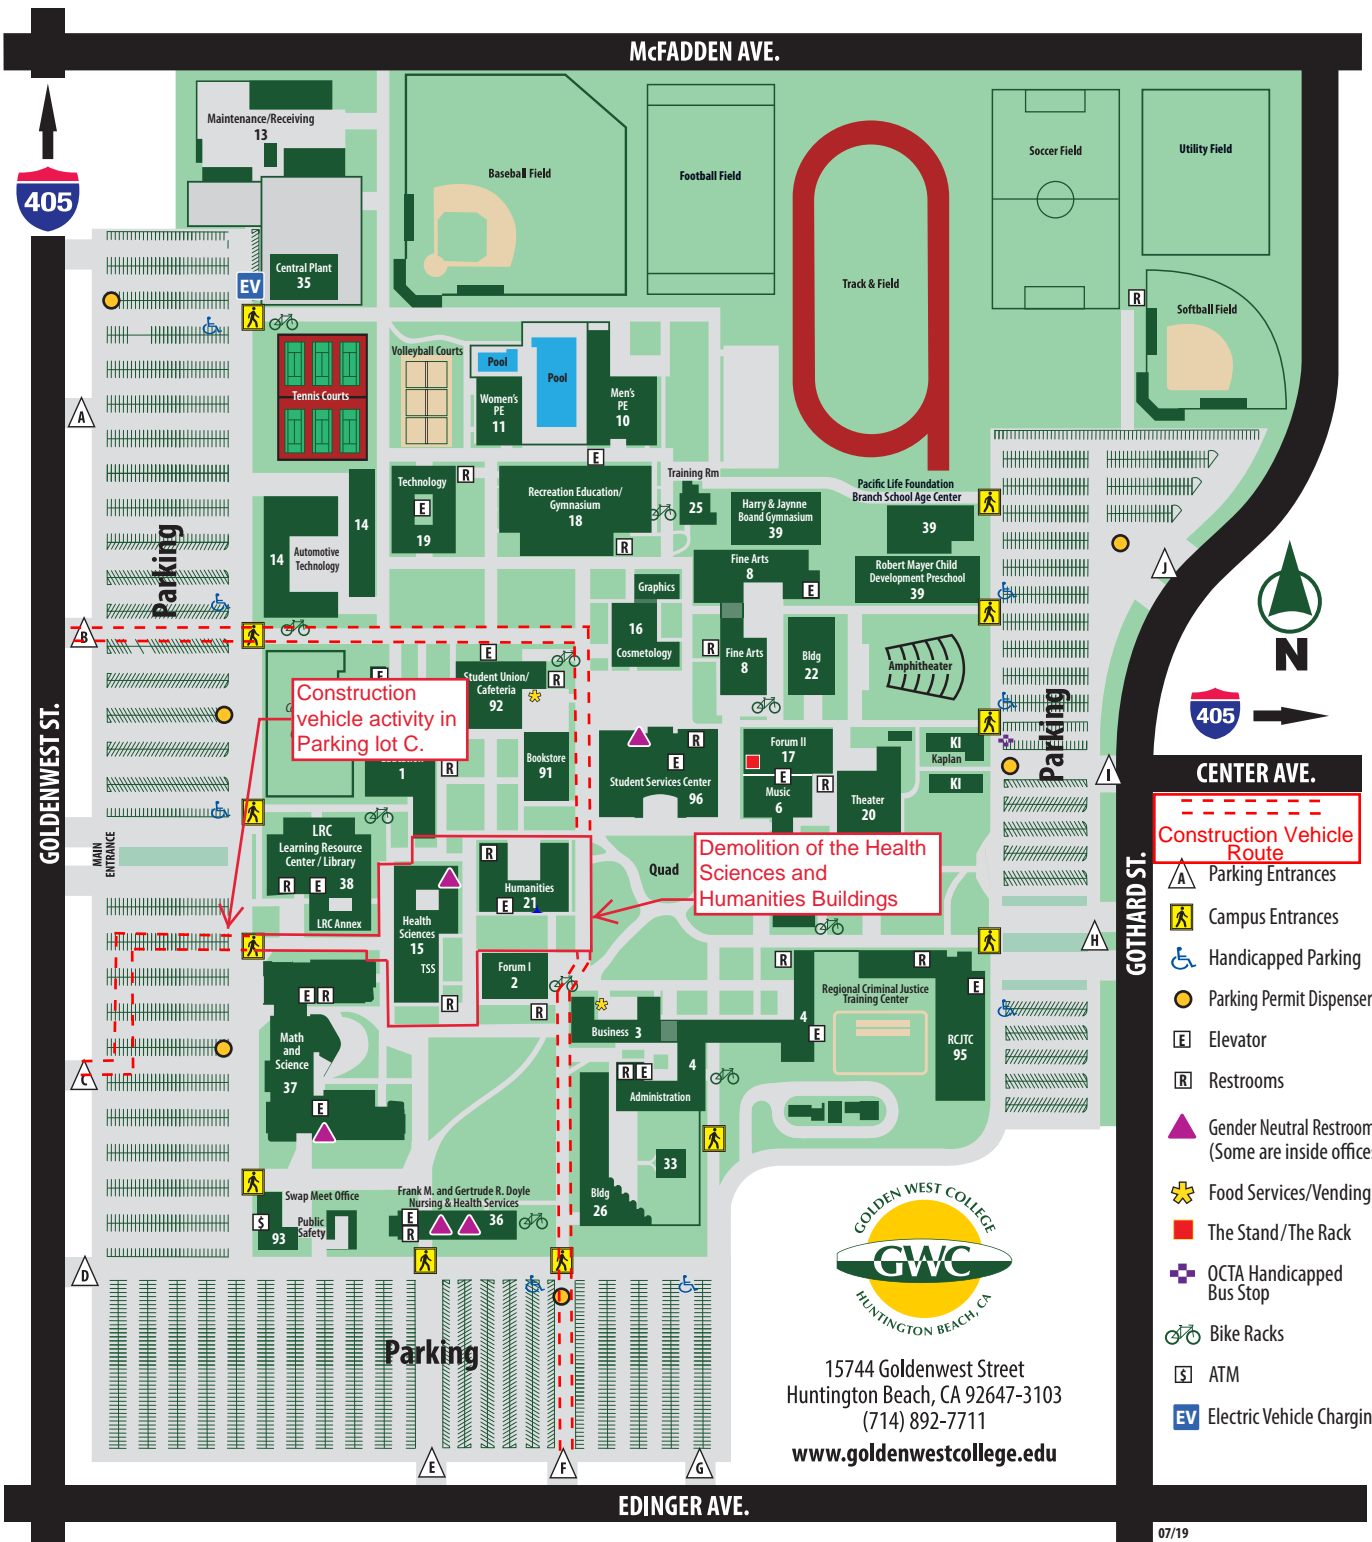 McFADDEN AVE.
405
GOLDENWEST ST.
Maintenance/Receiving
13
Central Plant
35
EV
Baseball Field
Football Field
Track & Field
Soccer Field
Utility Field
Softball Field
R
Tennis Courts
Volleyball Courts
Pool
Pool
Women's
PE
11
Men's
PE
10
A
Parking
Technology
E
19
R
E
Recreation Education/
Gymnasium
18
R
Training Rm
25
Harry & Jaynne
Boand Gymnasium
39
Pacific Life Foundation
Branch School Age Center
39
Robert Mayer Child
Development Preschool
39
14
14
Automotive
Technology
Fine Arts
8
E
Graphics
16
Cosmetology
R
Fine Arts
8
Bldg
22
Amphitheater
J
N
405
B
E
E
Student Union/
Cafeteria
92
R
Construction
vehicle activity in
Parking lot C.
1
R
Bookstore
91
R
E
Student Services Center
96
Forum II
17
E
Music
6
R
Theater
20
KI
Kaplan
KI
Parking
I
CENTER AVE.
GOTHARD ST.
MAIN
ENTRANCE
LRC
Learning Resource
Center / Library
R
E
38
LRC Annex
Health
Sciences
15
TSS
R
R
Humanities
E
21
Quad
Demolition of the Health
Sciences and
Humanities Buildings
Forum I
2
R
H
E
R
Math
and
Science
37
E
C
Business 3
4
R
E
4
Administration
R
R
Regional Criminal Justice
Training Center
E
E
RCJTC
95
33
Bldg
26
Swap Meet Office
$
93
Public
Safety
Frank M. and Gertrude R. Doyle
Nursing & Health Services
E
R
36
D
Parking
E
F
G
EDINGER AVE.
GOLDEN WEST COLLEGE
GWC
HUNTINGTON BEACH, CA
15744 Goldenwest Street
Huntington Beach, CA 92647-3103
(714) 892-7711
www.goldenwestcollege.edu
Construction Vehicle
Route
A Parking Entrances
Campus Entrances
Handicapped Parking
Parking Permit Dispenser
E Elevator
R Restrooms
Gender Neutral Restroom
(Some are inside office
Food Services/Vending
The Stand/The Rack
OCTA Handicapped
Bus Stop
Bike Racks
$ ATM
EV Electric Vehicle Chargin
07/19